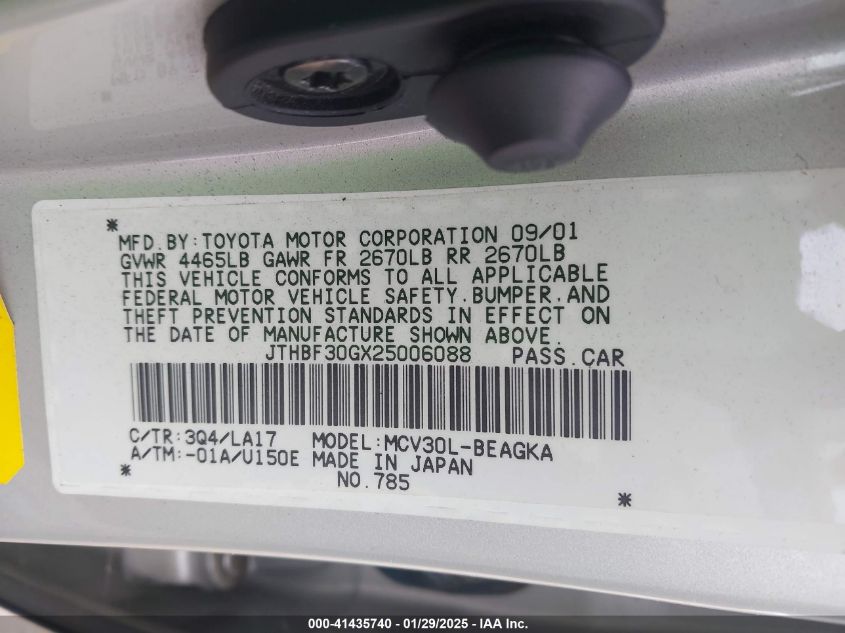 *
MFD.BY:TOYOTA MOTOR CORPORATION 09/01
GVWR 4465LB GAWR FR 2670LB RR 2670LB
THIS VEHICLE CONFORMS TO ALL APPLICABLE
FEDERAL MOTOR VEHICLE SAFETY.BUMPER.AND
THEFT PREVENTION STANDARDS IN EFFECT ON
THE DATE OF MANUFACTURE SHOWN ABOVE.
JTHBF30GX25006088 PASS.CAR
C/TR:3Q4/LA17 MODEL:MCV30L-BEAGKA
A/TM:-01A/U150E MADE IN JAPAN
* NO.785 *
000-41435740 - 01/29/2025 - IAA Inc.